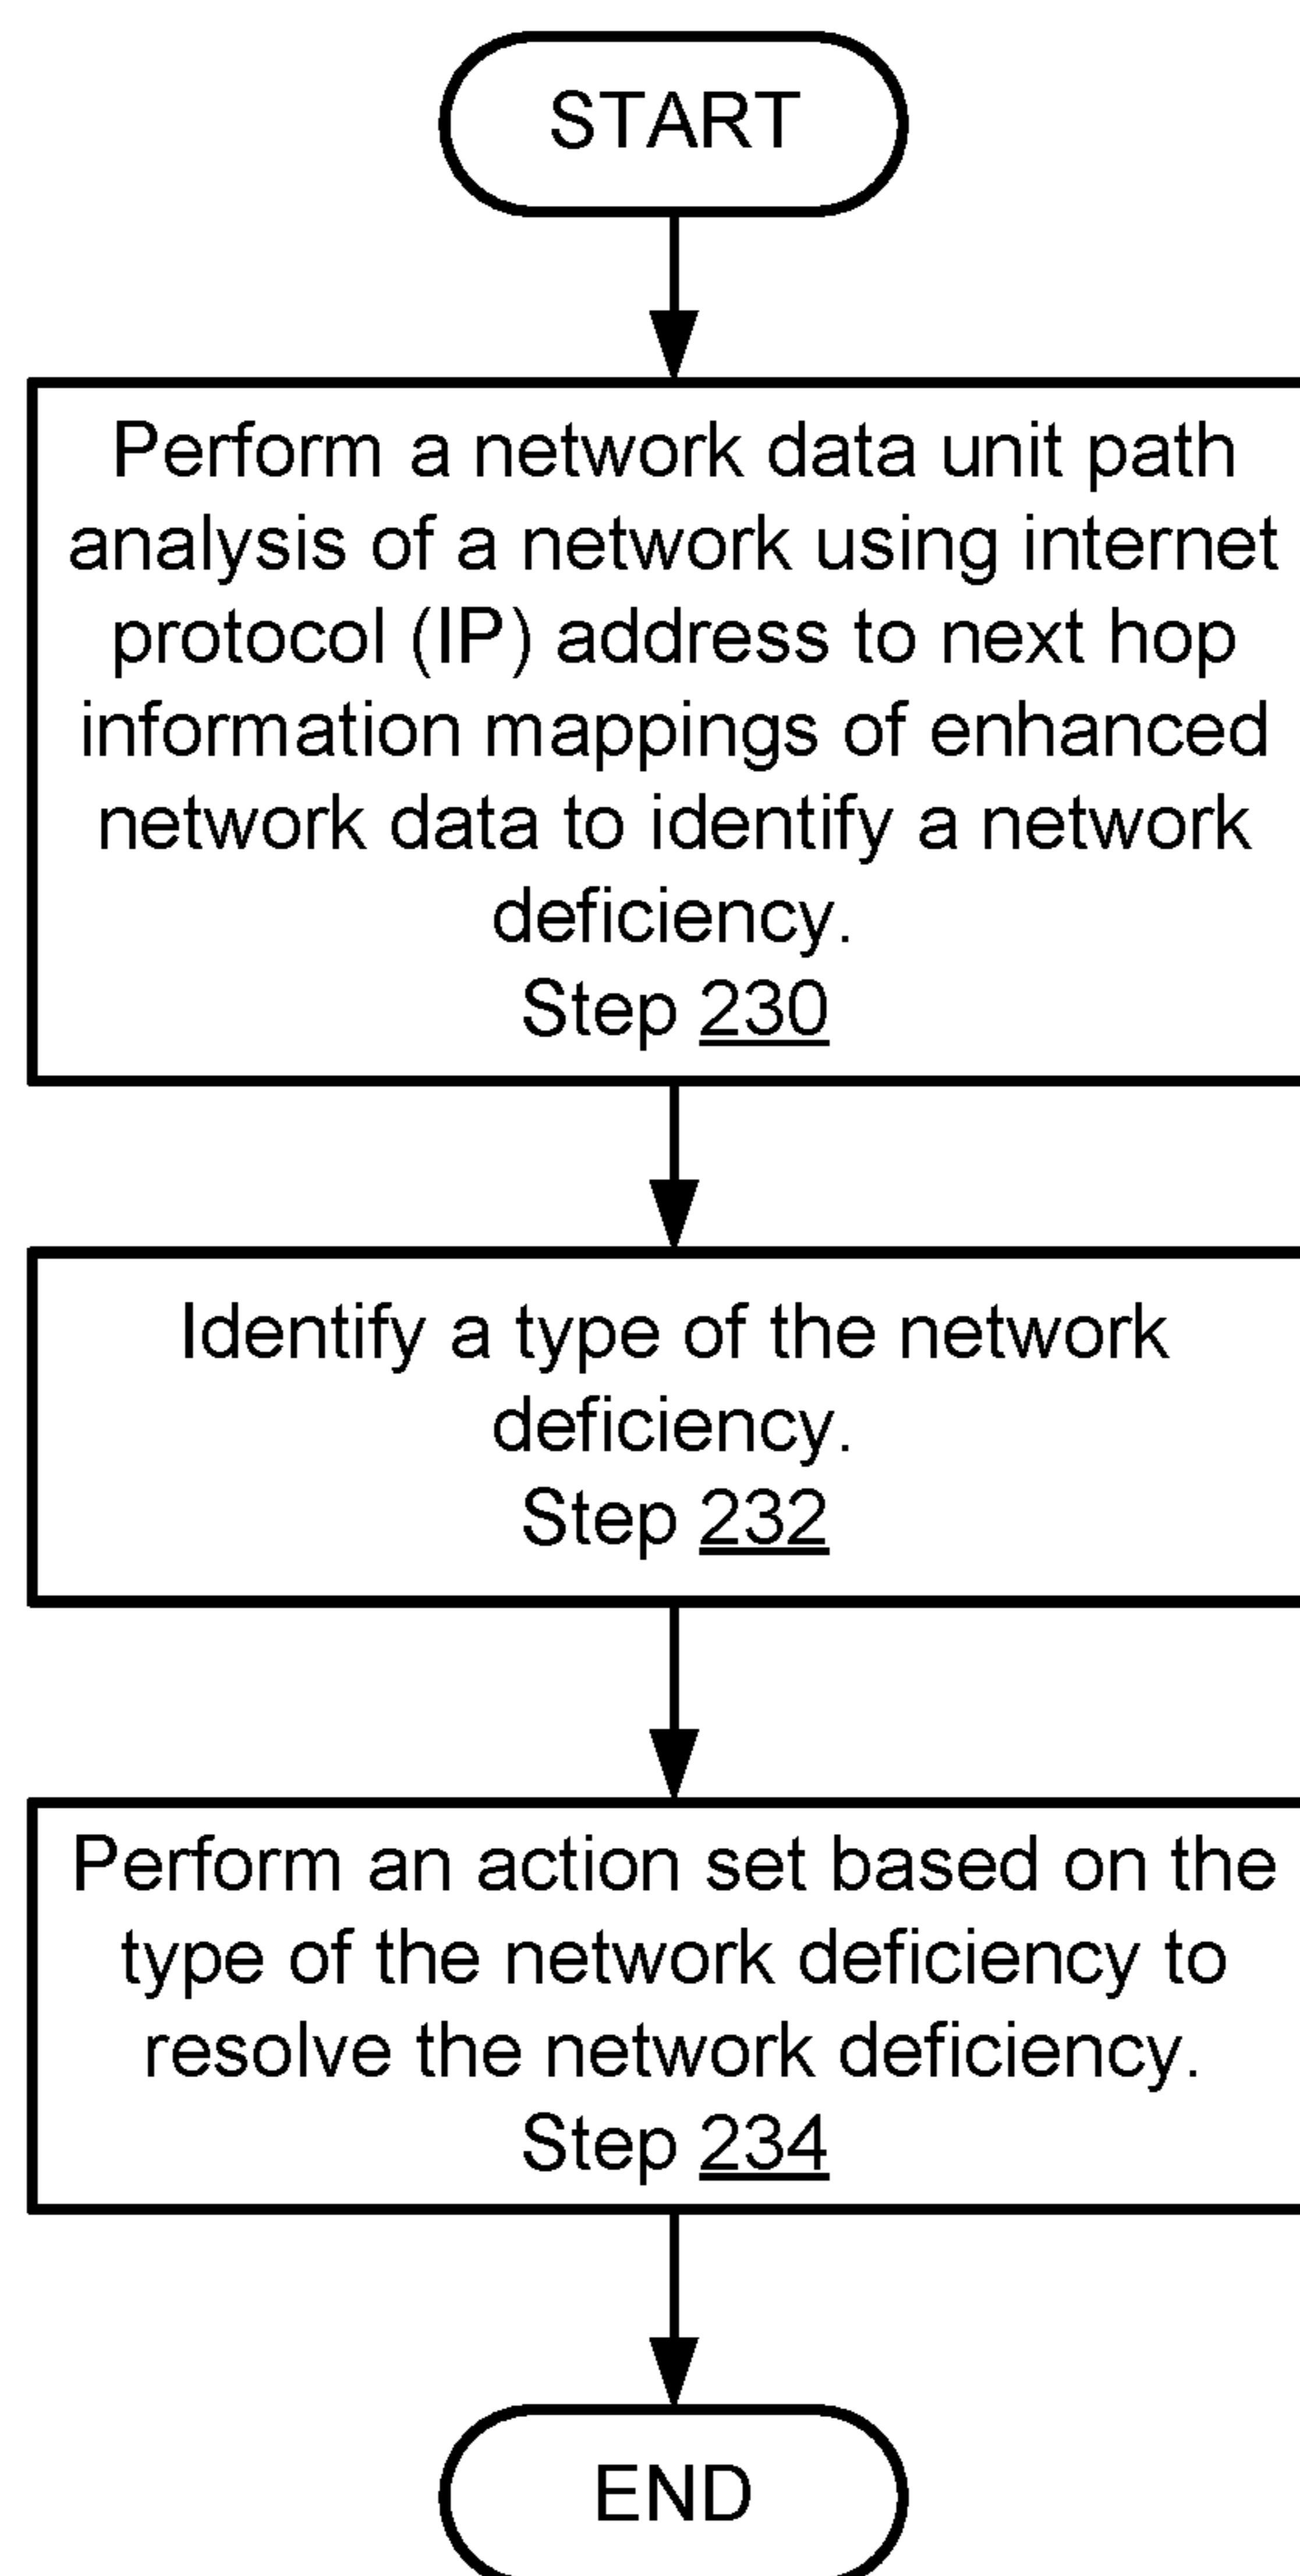 START
Perform a network data unit path
analysis of a network using internet
protocol (IP) address to next hop
information mappings of enhanced
network data to identify a network
deficiency.
Step 230
Identify a type of the network
deficiency.
Step 232
Perform an action set based on the
type of the network deficiency to
resolve the network deficiency.
Step 234
END